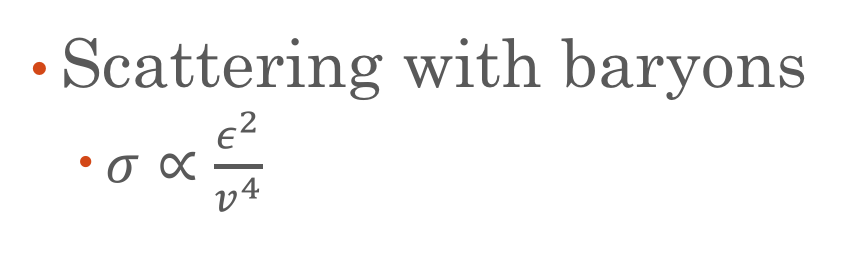 • Scattering with baryons
• σ ∝ ϵ²/v⁴